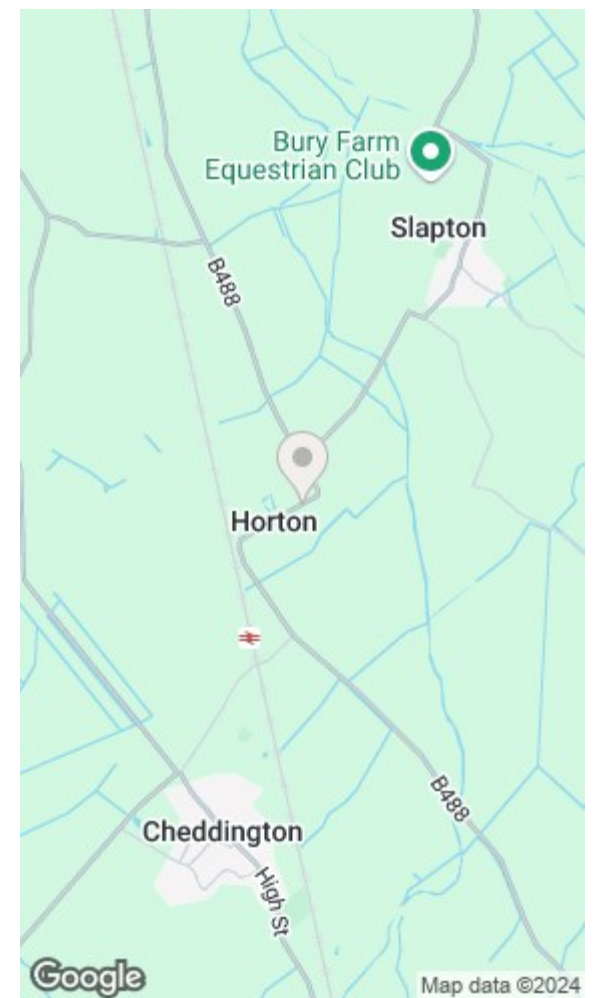 Bury Farm
Equestrian Club
Slapton
B488
Horton
B488
Cheddington
High St
Google
Map data ©2024